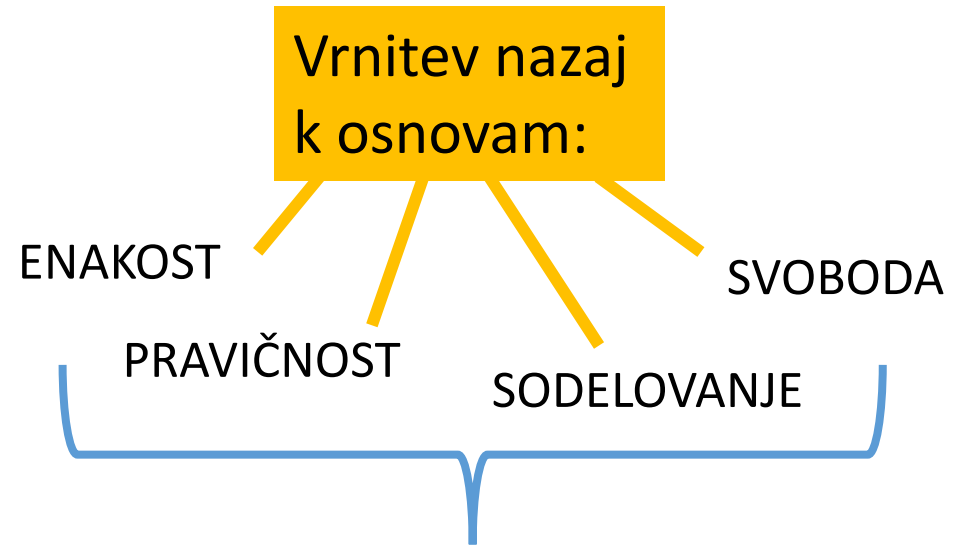 Vrnitev nazaj
k osnovam:
ENAKOST
SVOBODA
PRAVIČNOST
SODELOVANJE